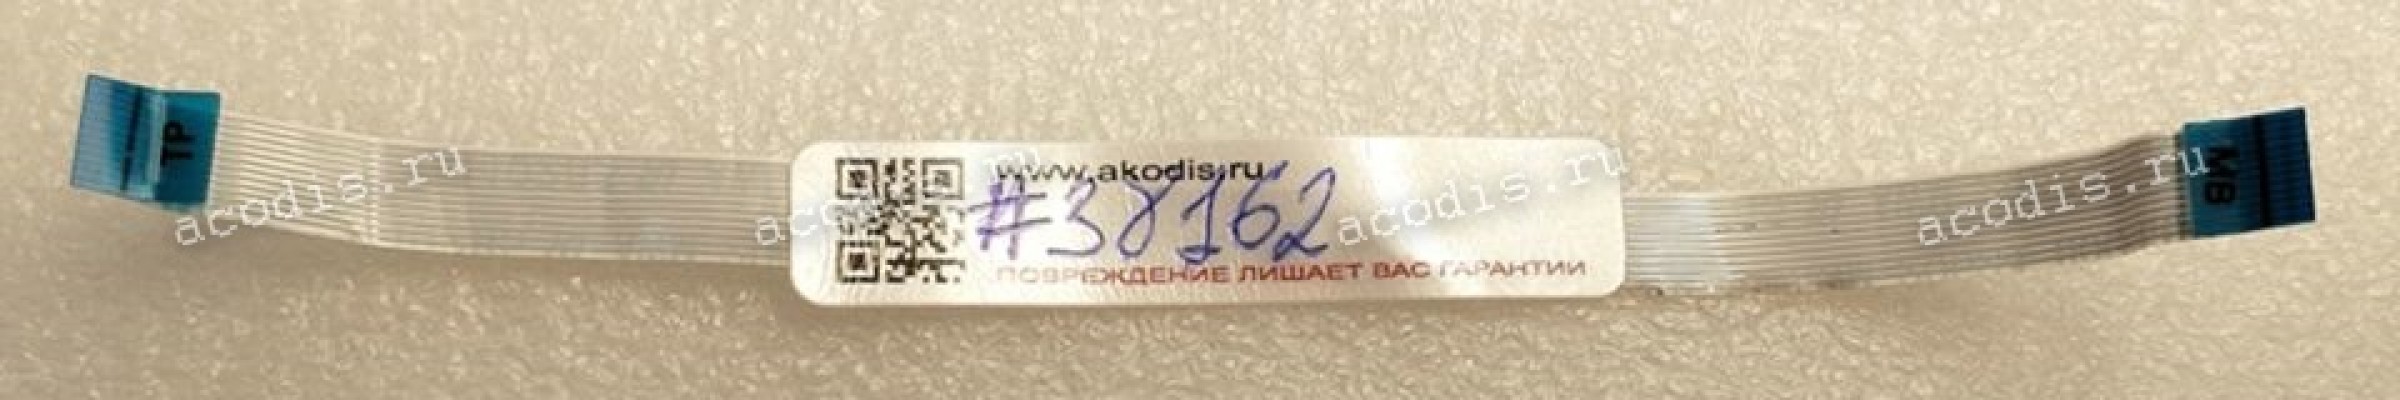 TP
www.akodis.ru
#38162
ПОВРЕЖДЕНИЕ ЛИШАЕТ ВАС ГАРАНТИИ
MB
acodis.ru
acodis.ru
acodis.ru
acodis.ru